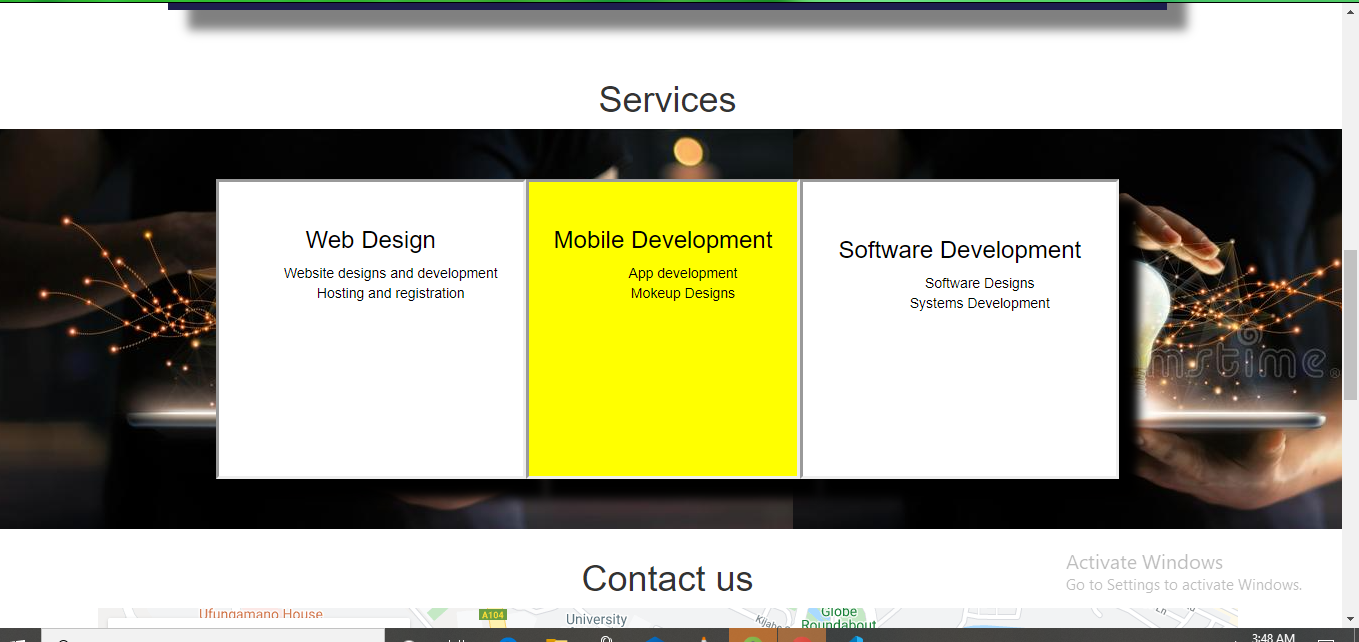 Services
Web Design
Website designs and development
Hosting and registration
Mobile Development
App development
Mokeup Designs
Software Development
Software Designs
Systems Development
mstime
Contact us
Activate Windows
Go to Settings to activate Windows.
Ufungamano House
A104
University
Globe
Roundabout
3:48 AM